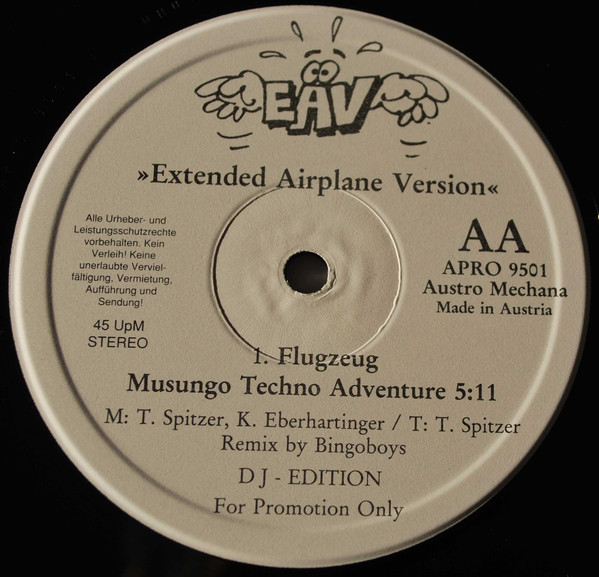 EAV
»Extended Airplane Version«
Alle Urheber- und
Leistungsschutzrechte
vorbehalten. Kein
Verleih! Keine
unerlaubte Verviel-
fältigung, Vermietung,
Aufführung und
Sendung!
45 UpM
STEREO
AA
APRO 9501
Austro Mechana
Made in Austria
1. Flugzeug
Musungo Techno Adventure 5:11
M: T. Spitzer, K. Eberhartinger / T: T. Spitzer
Remix by Bingoboys
D J - EDITION
For Promotion Only